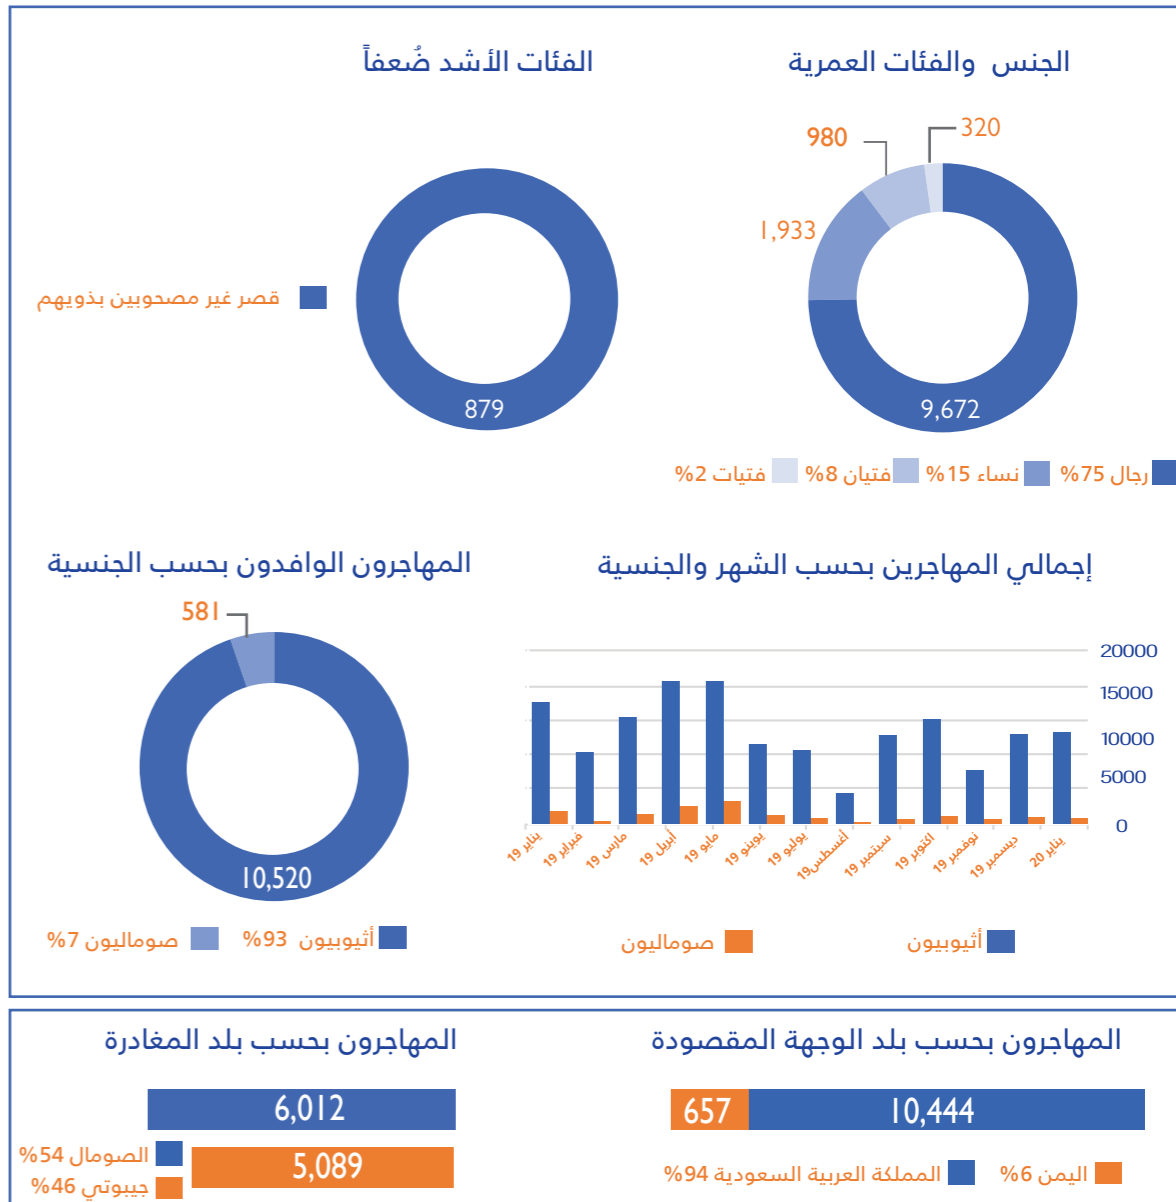 الجنس والفئات العمرية
320
980
1,933
9,672
رجال 75%
نساء 15%
فتيان 8%
فتيات 2%
الفئات الأشد ضُعفاً
قصر غير مصحوبين بذويهم
879
إجمالي المهاجرين بحسب الشهر والجنسية
20000
15000
10000
5000
0
يناير 19
فبراير 19
مارس 19
أبريل 19
مايو 19
يوينو 19
يوليو 19
أغسطس19
سبتمبر 19
اكتوبر 19
نوفمبر 19
ديسمبر 19
يناير 20
أثيوبيون
صوماليون
المهاجرون الوافدون بحسب الجنسية
581
10,520
أثيوبيون 93%
صوماليون 7%
المهاجرون بحسب بلد الوجهة المقصودة
657
10,444
اليمن 6%
المملكة العربية السعودية 94%
المهاجرون بحسب بلد المغادرة
6,012
5,089
الصومال 54%
جيبوتي 46%